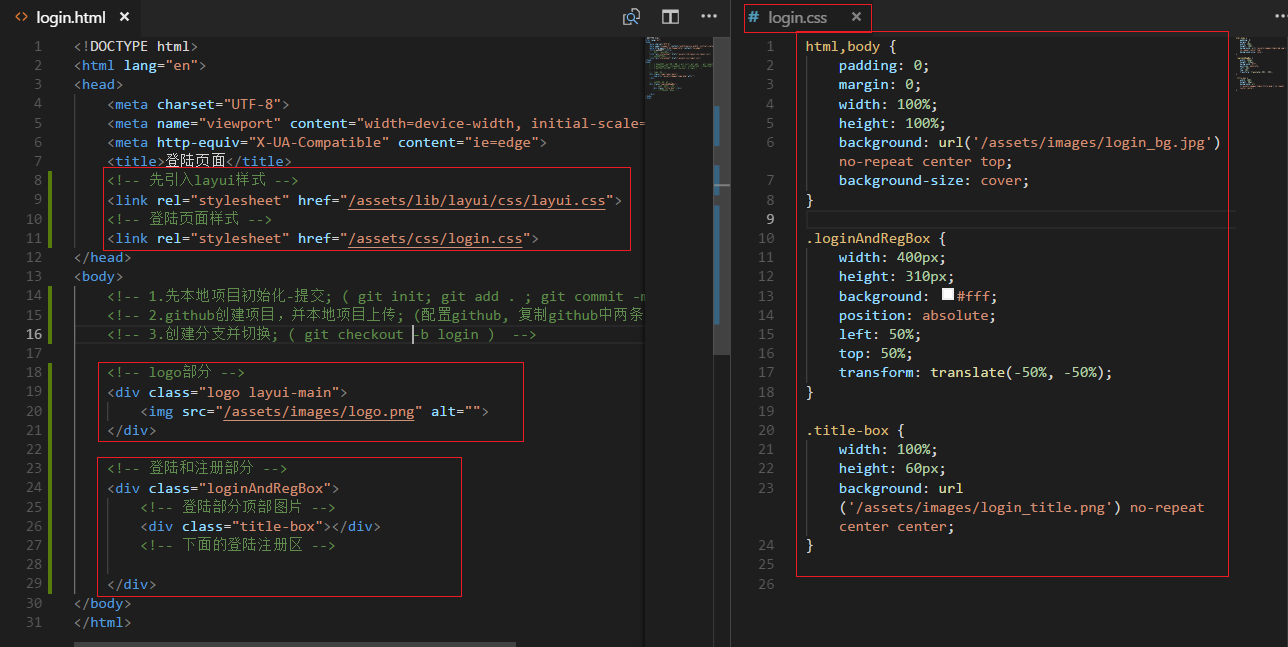 login.html
<!DOCTYPE html>
<html lang="en">
<head>
<meta charset="UTF-8">
<meta name="viewport" content="width=device-width, initial-scale=
<meta http-equiv="X-UA-Compatible" content="ie=edge">
<title>登陆页面</title>
<!-- 先引入layui样式 -->
<link rel="stylesheet" href="/assets/lib/layui/css/layui.css">
<!-- 登陆页面样式 -->
<link rel="stylesheet" href="/assets/css/login.css">
</head>
<body>
<!-- 1.先本地项目初始化-提交; ( git init; git add . ; git commit -m
<!-- 2.github创建项目, 并本地项目上传; (配置github, 复制github中两条
<!-- 3.创建分支并切换; ( git checkout -b login )  -->
<!-- logo部分 -->
<div class="logo layui-main">
<img src="/assets/images/logo.png" alt="">
</div>
<!-- 登陆和注册部分 -->
<div class="loginAndRegBox">
<!-- 登陆部分顶部图片 -->
<div class="title-box"></div>
<!-- 下面的登陆注册区 -->
</div>
</body>
</html>
1
2
3
4
5
6
7
8
9
10
11
12
13
14
15
16
17
18
19
20
21
22
23
24
25
26
27
28
29
30
31
# login.css
html,body {
padding: 0;
margin: 0;
width: 100%;
height: 100%;
background: url('/assets/images/login_bg.jpg')
no-repeat center top;
background-size: cover;
}
.loginAndRegBox {
width: 400px;
height: 310px;
background: #fff;
position: absolute;
left: 50%;
top: 50%;
transform: translate(-50%, -50%);
}
.title-box {
width: 100%;
height: 60px;
background: url
('/assets/images/login_title.png') no-repeat
center center;
}
1
2
3
4
5
6
7
8
9
10
11
12
13
14
15
16
17
18
19
20
21
22
23
24
25
26